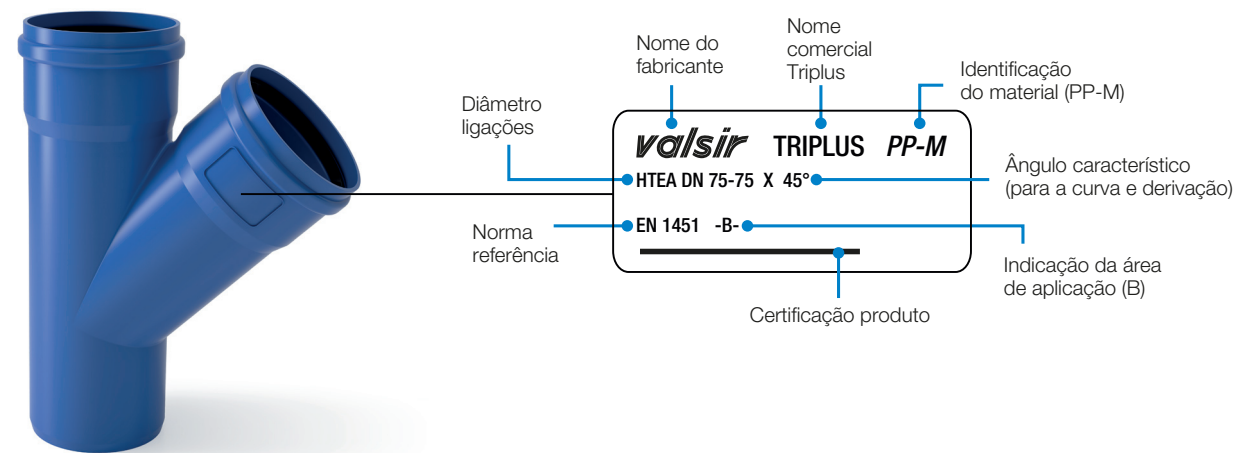 Nome do
fabricante
Nome
comercial
Triplus
Identificação
do material (PP-M)
Diâmetro
ligações
valsir TRIPLUS PP-M
HTEA DN 75-75 X 45°
Ângulo característico
(para a curva e derivação)
EN 1451 -B-
Norma
referência
Indicação da área
de aplicação (B)
Certificação produto